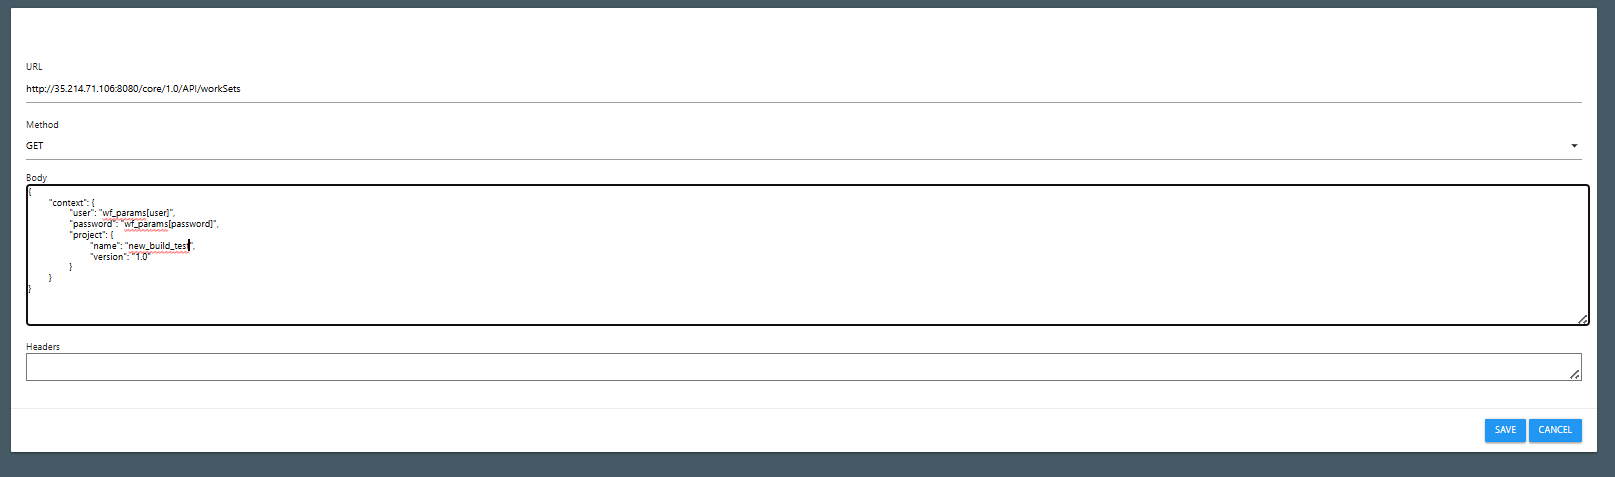 URL
http://35.214.71.106:8080/core/1.0/API/workSets
Method
GET
Body
{
"context": {
"user": "wf_params[user]",
"password": "wf_params[password]",
"project": {
"name": "new_build_test",
"version": "1.0"
}
}
}
Headers
SAVE CANCEL